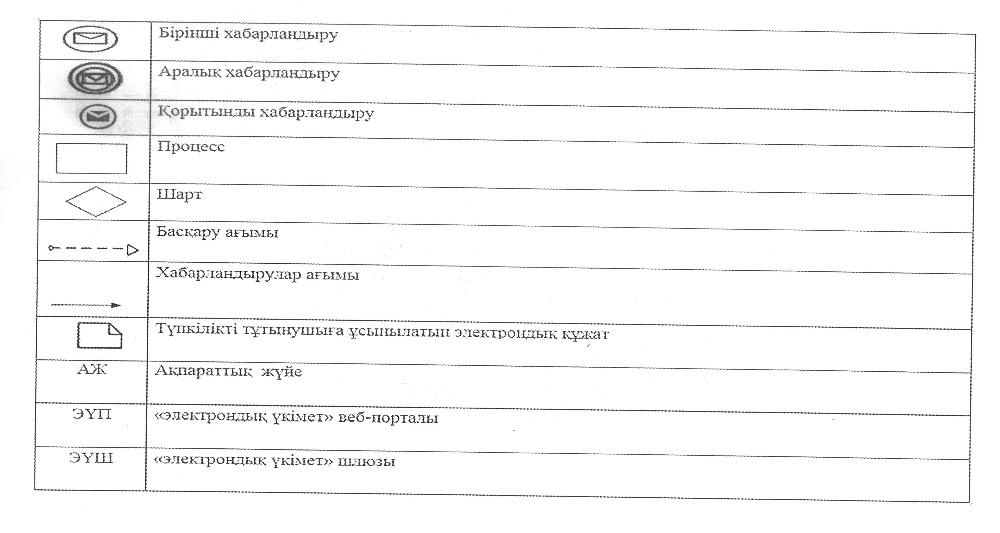 Бірінші хабарландыру
Аралық хабарландыру
Қорытынды хабарландыру
Процесс
Шарт
Басқару ағымы
Хабарландырулар ағымы
Түпкілікті тұтынушыға ұсынылатын электрондық құжат
АЖ Ақпараттық жүйе
ЭҮП «электрондық үкімет» веб-порталы
ЭҮШ «электрондық үкімет» шлюзы